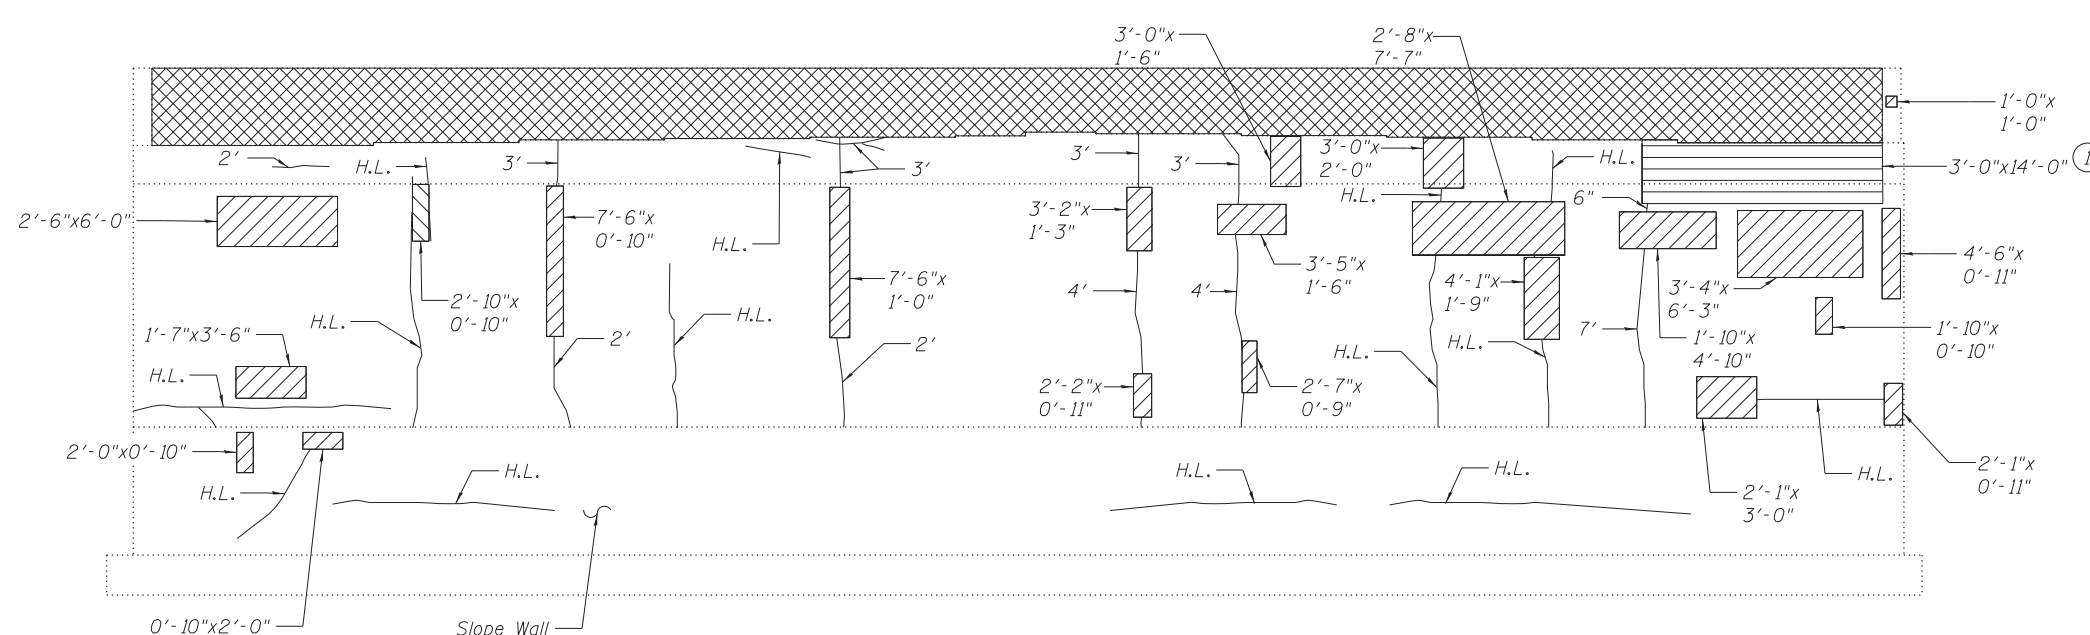 3'-0"x
1'-6"
2'-8"x
7'-7"
1'-0"x
1'-0"
2'
H.L.
3'
3'
3'
3'
3'-0"x
2'-0"
H.L.
3'-0"x14'-0"
1
H.L.
6"
2'-6"x6'-0"
7'-6"x
0'-10"
H.L.
3'-2"x
1'-3"
4'-6"x
0'-11"
3'-5"x
1'-6"
7'-6"x
1'-0"
4'
4'
4'-1"x
1'-9"
3'-4"x
6'-3"
2'-10"x
0'-10"
H.L.
H.L.
1'-7"x3'-6"
2'
2'
H.L.
H.L.
7'
1'-10"x
4'-10"
1'-10"x
0'-10"
H.L.
2'-2"x
0'-11"
2'-7"x
0'-9"
2'-0"x0'-10"
H.L.
H.L.
H.L.
H.L.
2'-1"x
3'-0"
H.L.
2'-1"x
0'-11"
0'-10"x2'-0"
Slope Wall